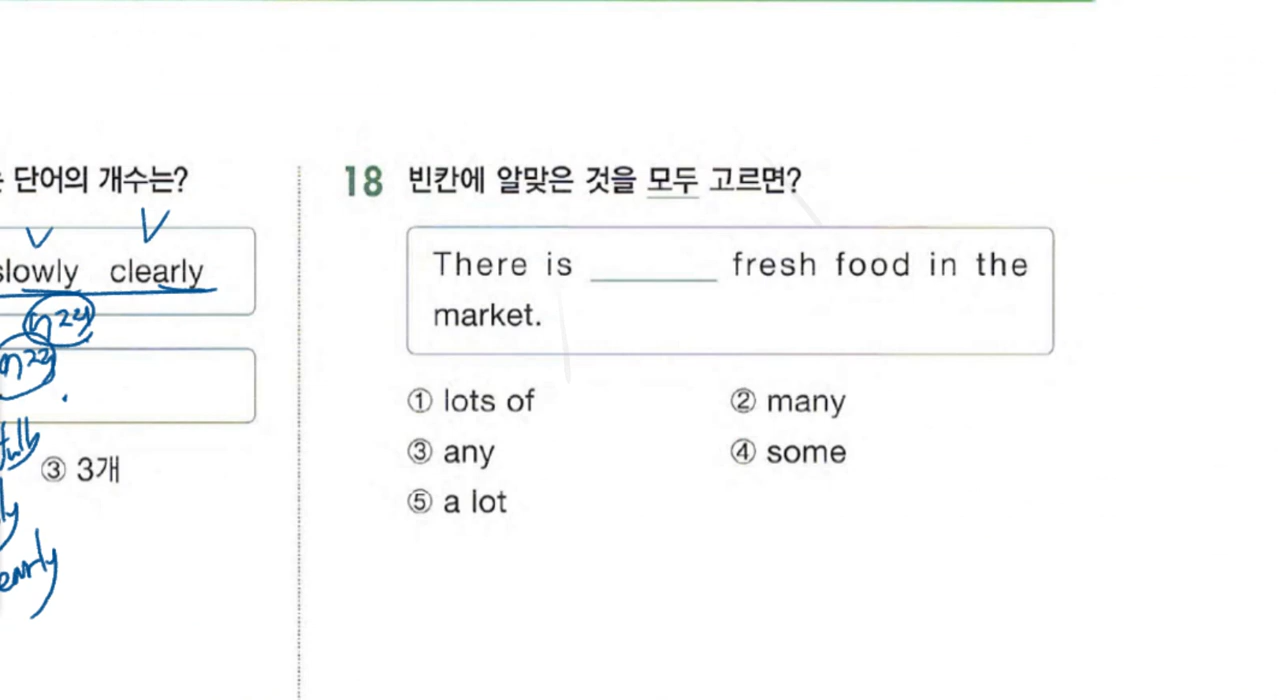 단어의 개수는?
slowly clearly
③ 3개
18 빈칸에 알맞은 것을 모두 고르면?
There is ________ fresh food in the
market.
① lots of ② many
③ any ④ some
⑤ a lot